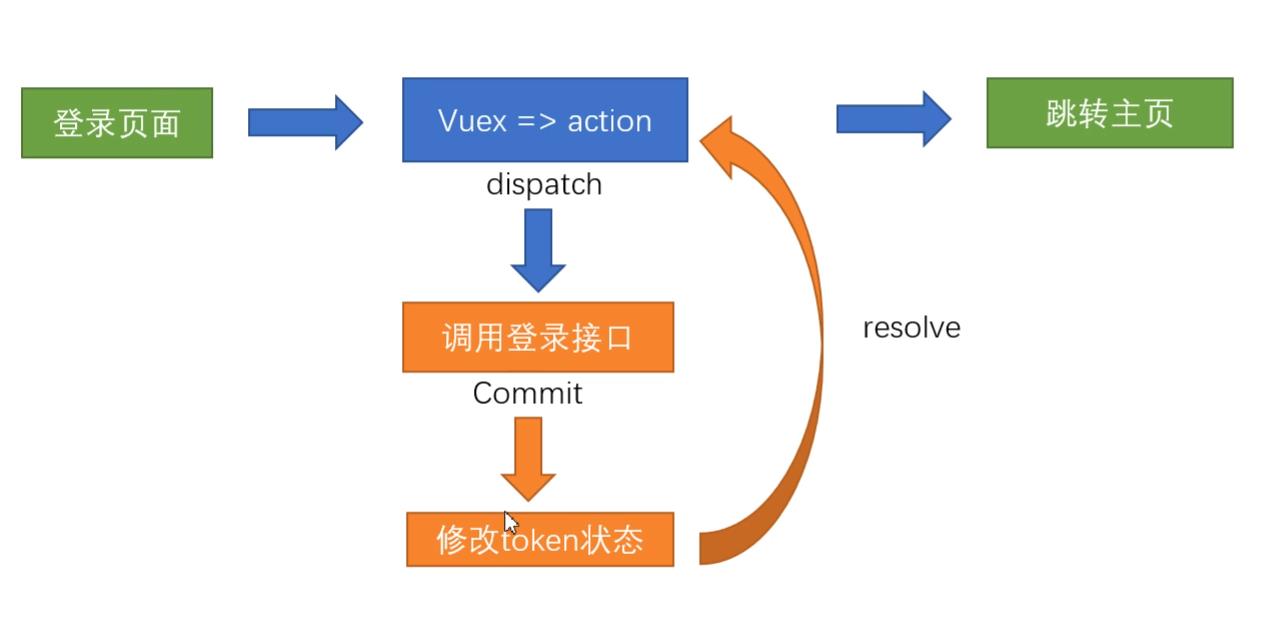 登录页面
Vuex => action
跳转主页
dispatch
调用登录接口
resolve
Commit
修改token状态